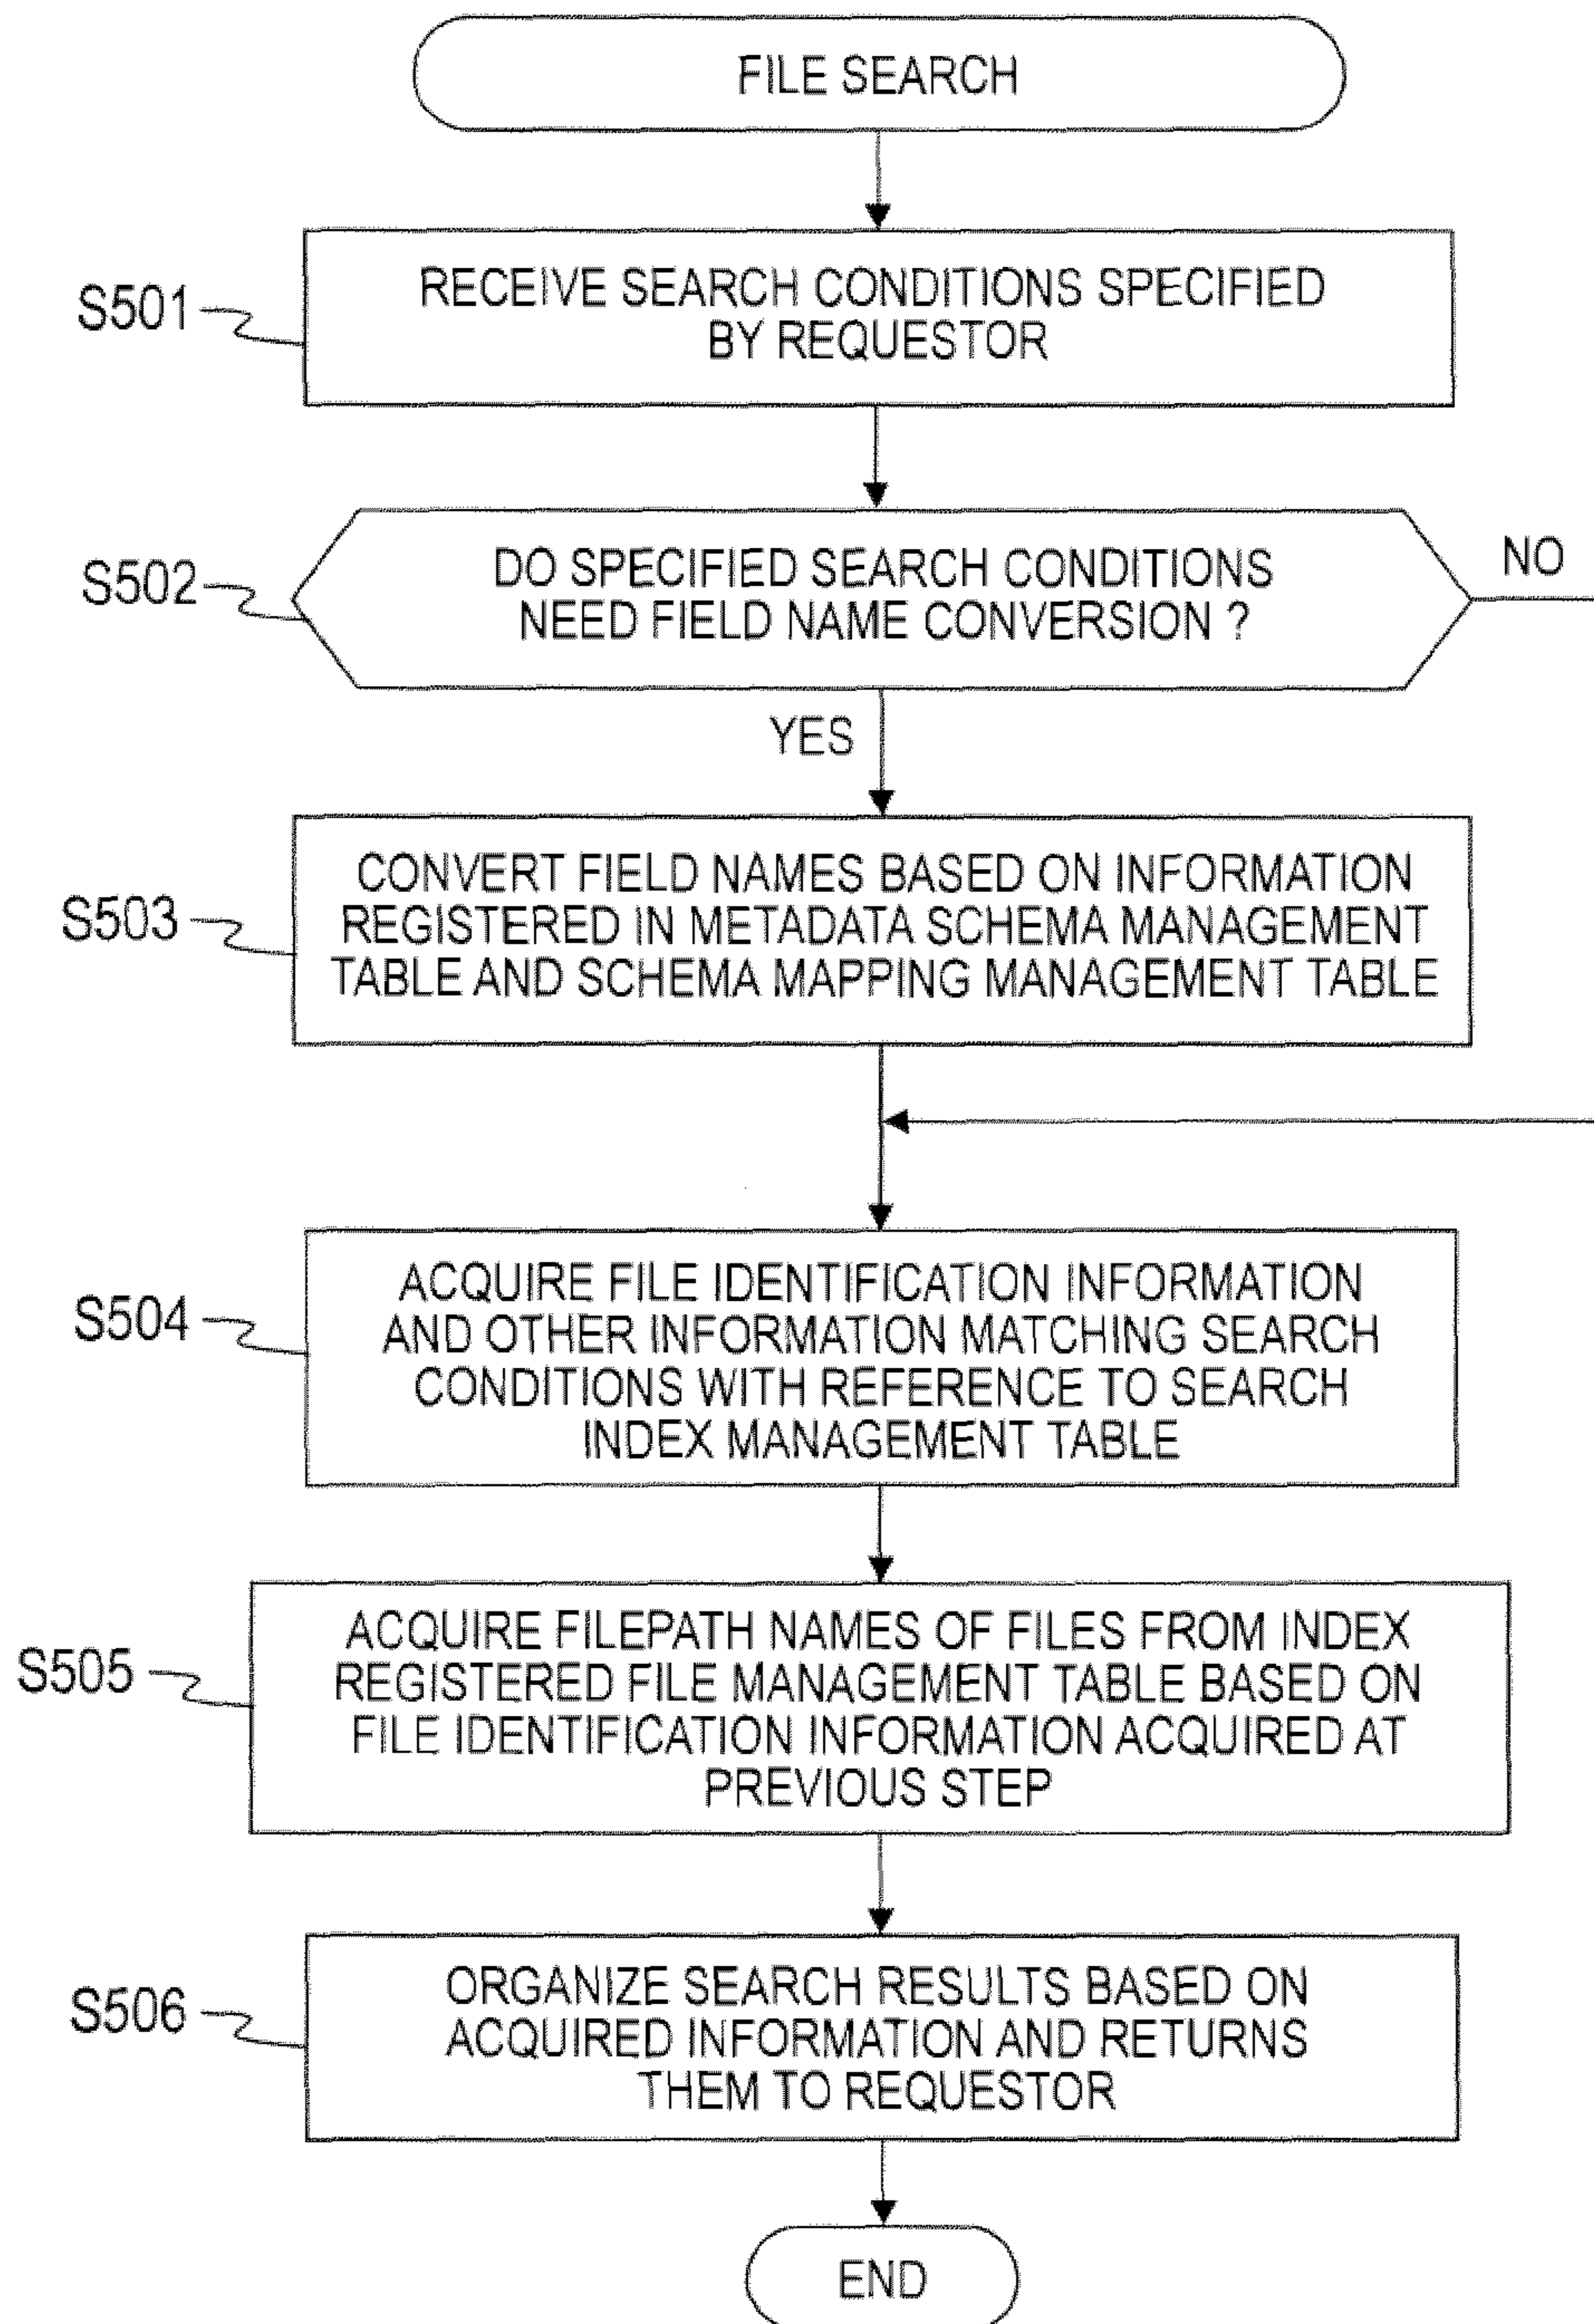 FILE SEARCH
S501
RECEIVE SEARCH CONDITIONS SPECIFIED
BY REQUESTOR
S502
DO SPECIFIED SEARCH CONDITIONS
NEED FIELD NAME CONVERSION ?
NO
YES
S503
CONVERT FIELD NAMES BASED ON INFORMATION
REGISTERED IN METADATA SCHEMA MANAGEMENT
TABLE AND SCHEMA MAPPING MANAGEMENT TABLE
S504
ACQUIRE FILE IDENTIFICATION INFORMATION
AND OTHER INFORMATION MATCHING SEARCH
CONDITIONS WITH REFERENCE TO SEARCH
INDEX MANAGEMENT TABLE
S505
ACQUIRE FILEPATH NAMES OF FILES FROM INDEX
REGISTERED FILE MANAGEMENT TABLE BASED ON
FILE IDENTIFICATION INFORMATION ACQUIRED AT
PREVIOUS STEP
S506
ORGANIZE SEARCH RESULTS BASED ON
ACQUIRED INFORMATION AND RETURNS
THEM TO REQUESTOR
END